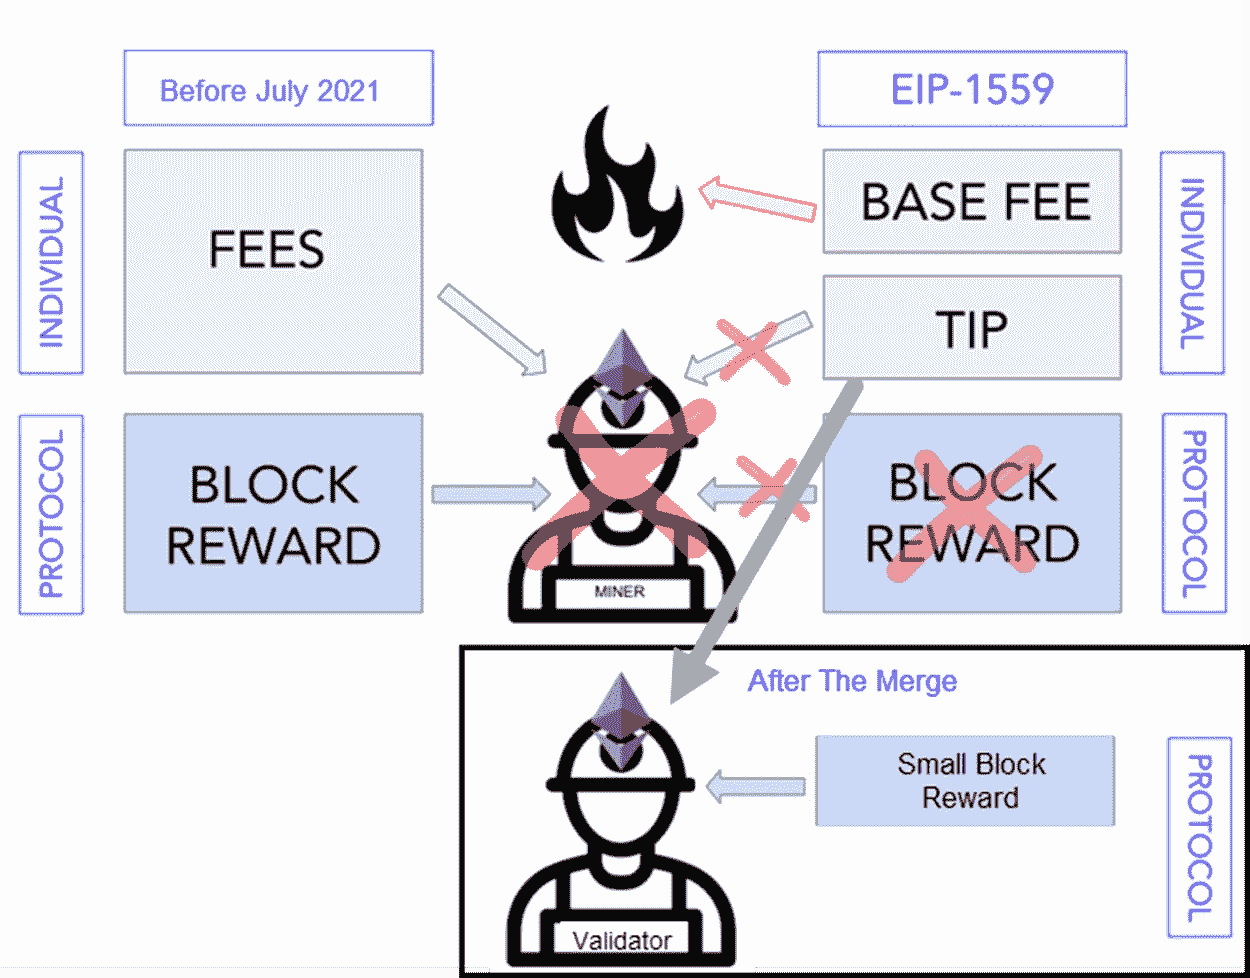 Before July 2021
EIP-1559
INDIVIDUAL
FEES
BASE FEE
INDIVIDUAL
TIP
PROTOCOL
BLOCK
REWARD
MINER
BLOCK
REWARD
PROTOCOL
After The Merge
Small Block
Reward
PROTOCOL
Validator